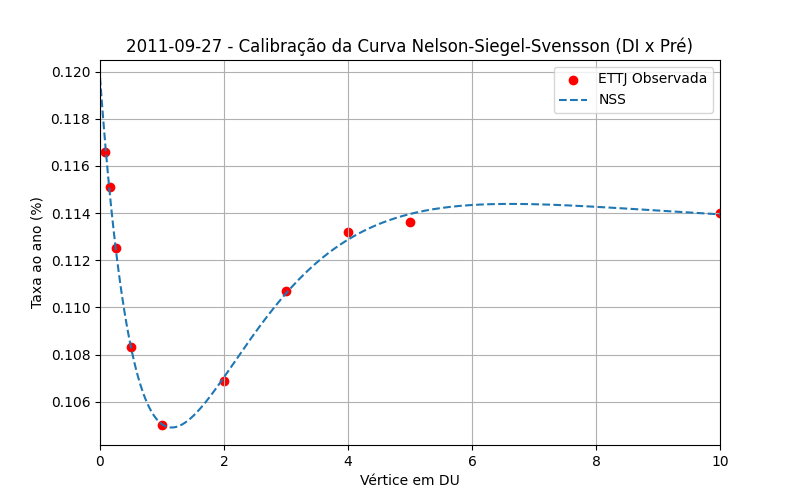 2011-09-27 - Calibração da Curva Nelson-Siegel-Svensson (DI x Pré)
0.120
0.118
0.116
0.114
0.112
0.110
0.108
0.106
Taxa ao ano (%)
ETTJ Observada
NSS
0 2 4 6 8 10
Vértice em DU